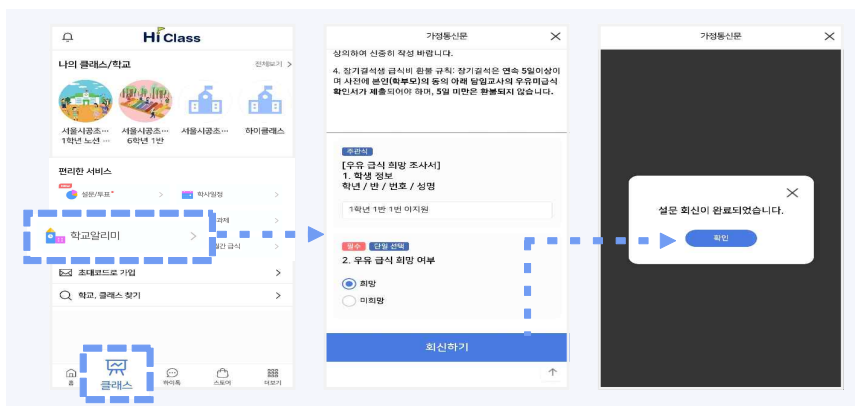 Hi Class
나의 클래스/학교
전체보기 >
서울시공초…
1학년 노션 …
서울시공초…
6학년 1반
서울시공초…
하이클래스
편리한 서비스
설문/투표
학사일정
과제
학교알리미
간 급식
초대코드로 가입
학교, 클래스 찾기
홈
클래스
하이톡
스토어
더보기
가정통신문
상의하여 신중히 작성 바랍니다.
4. 장기결석생 급식비 환불 규칙: 장기결석은 연속 5일이상이
며 사전에 본인(학부모)의 동의 아래 담임교사의 우유미급식
확인서가 제출되어야 하며, 5일 미만은 환불되지 않습니다.
주관식
[우유 급식 희망 조사서]
1. 학생 정보
학년 / 반 / 번호 / 성명
1학년 1반 1번 이지원
필수 단일 선택
2. 우유 급식 희망 여부
희망
미희망
회신하기
가정통신문
설문 회신이 완료되었습니다.
확인